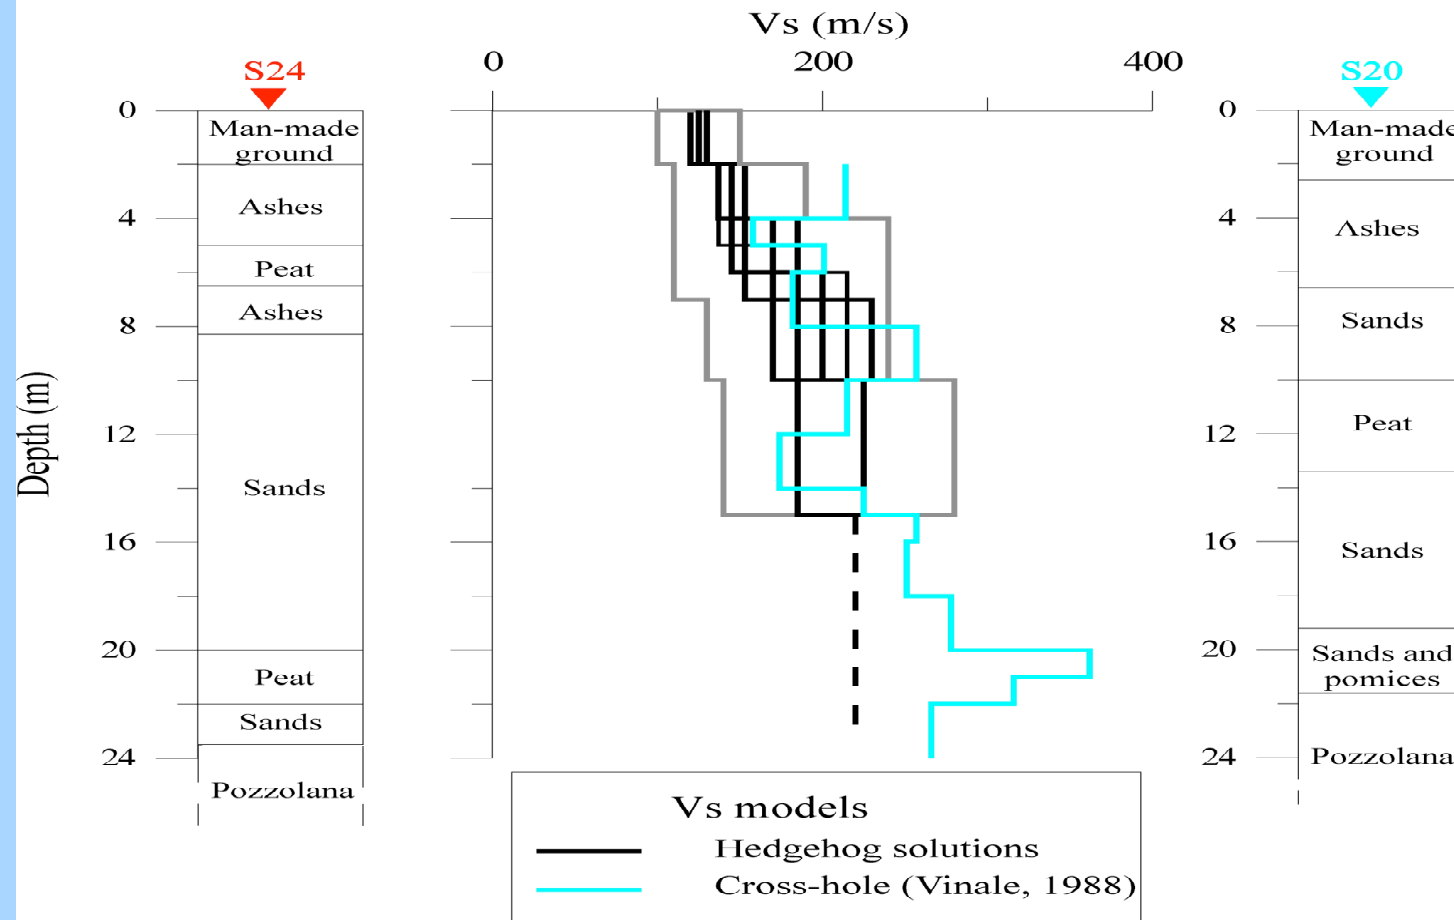 Vs (m/s)
0 200 400
S24
S20
0
Man-made
ground
Ashes
4
Peat
Ashes
8
12
Sands
16
20
Peat
Sands
24
Pozzolana
Depth (m)
0
Man-made
ground
4
Ashes
8
Sands
12
Peat
16
Sands
20
Sands and
pomices
24
Pozzolana
Vs models
Hedgehog solutions
Cross-hole (Vinale, 1988)